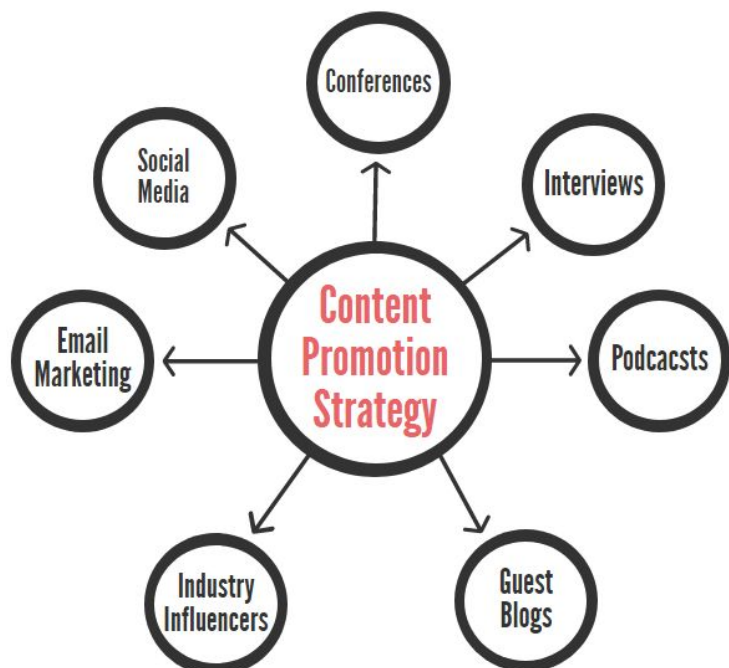 Conferences
Social
Media
Interviews
Content
Promotion
Strategy
Email
Marketing
Podcacsts
Industry
Influencers
Guest
Blogs